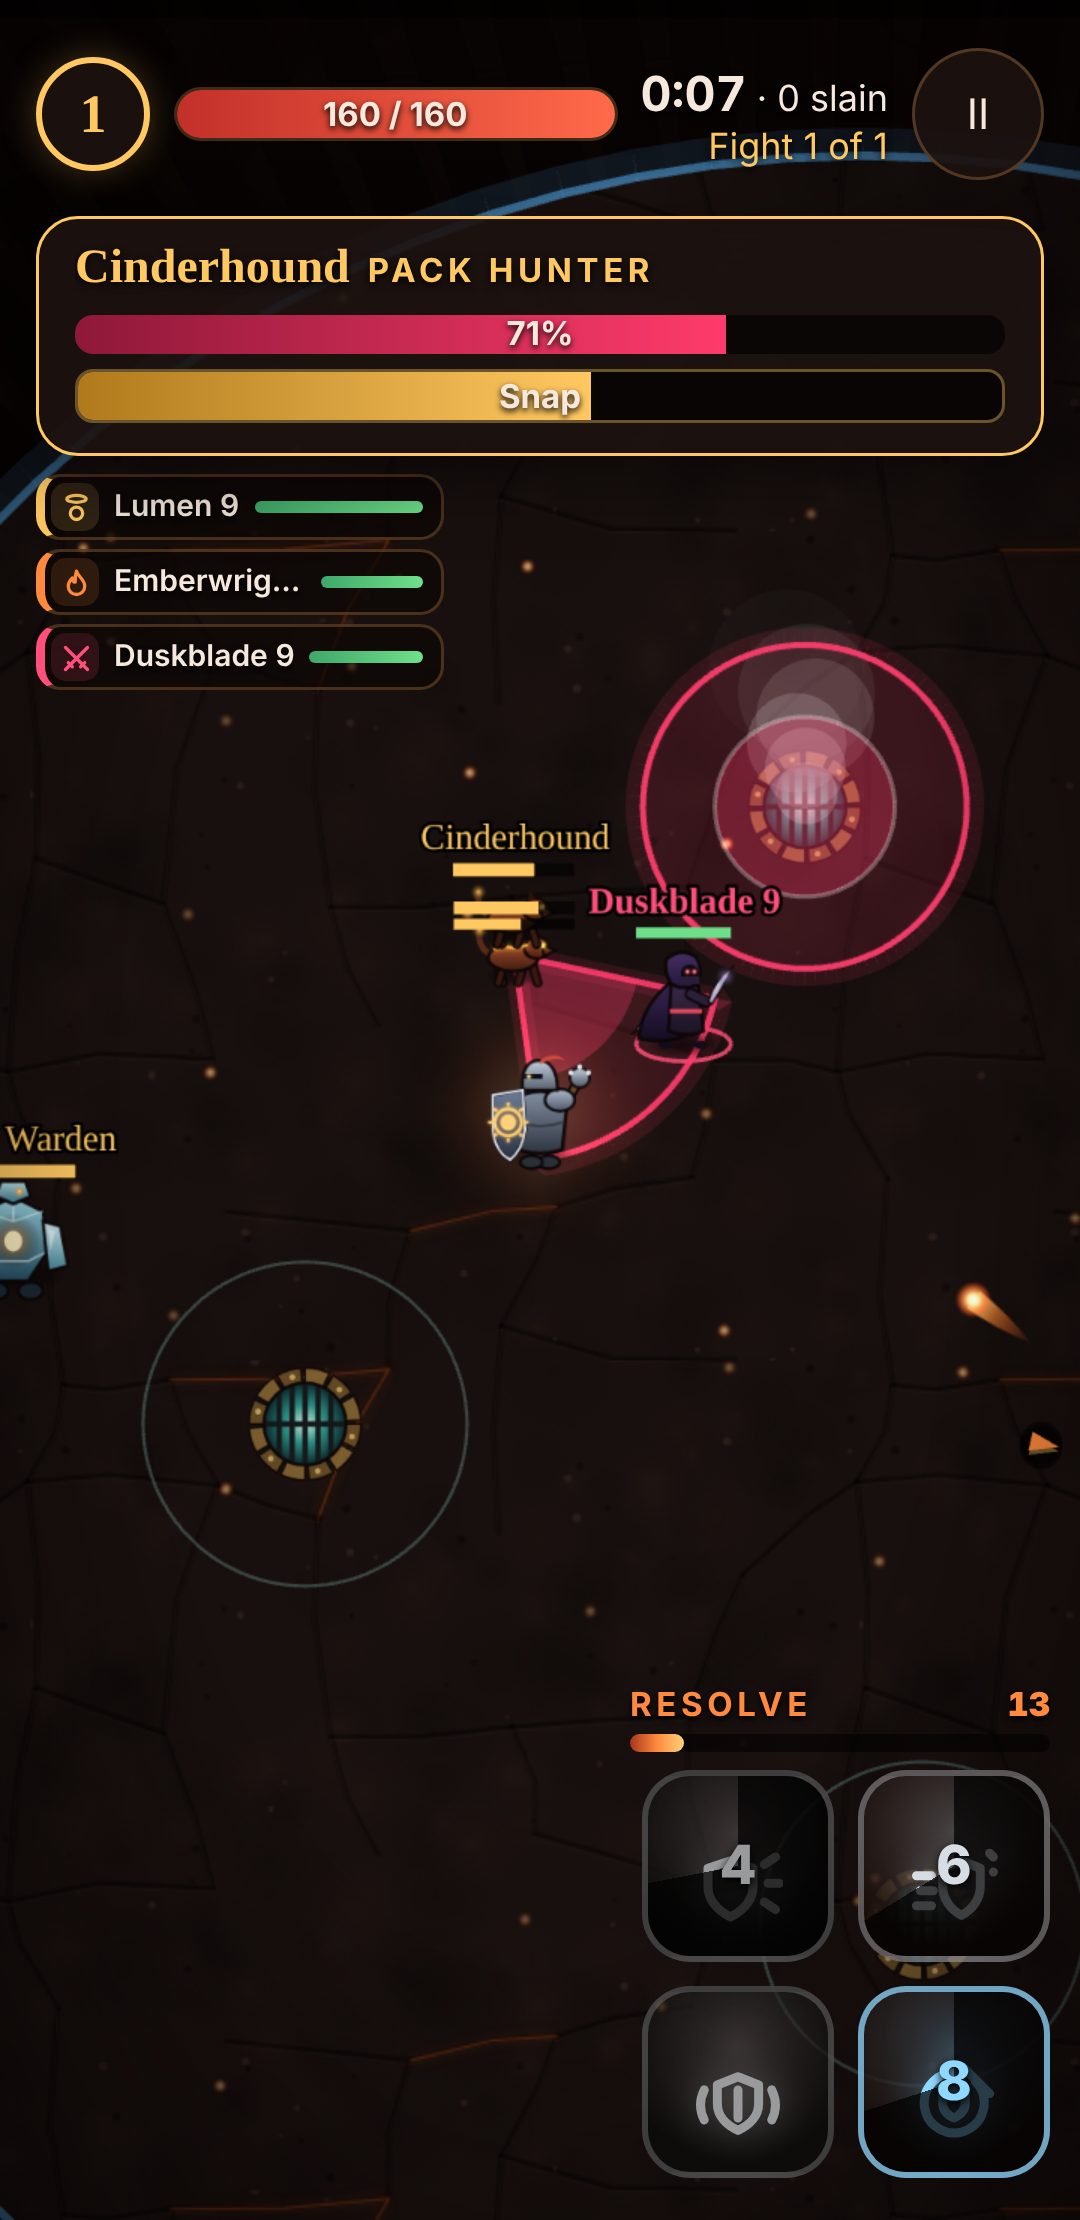 1
160 / 160
0:07 · 0 slain
Fight 1 of 1
Cinderhound PACK HUNTER
71%
Snap
Lumen 9
Emberwrig...
Duskblade 9
Cinderhound
Duskblade 9
Warden
RESOLVE 13
4
6
8